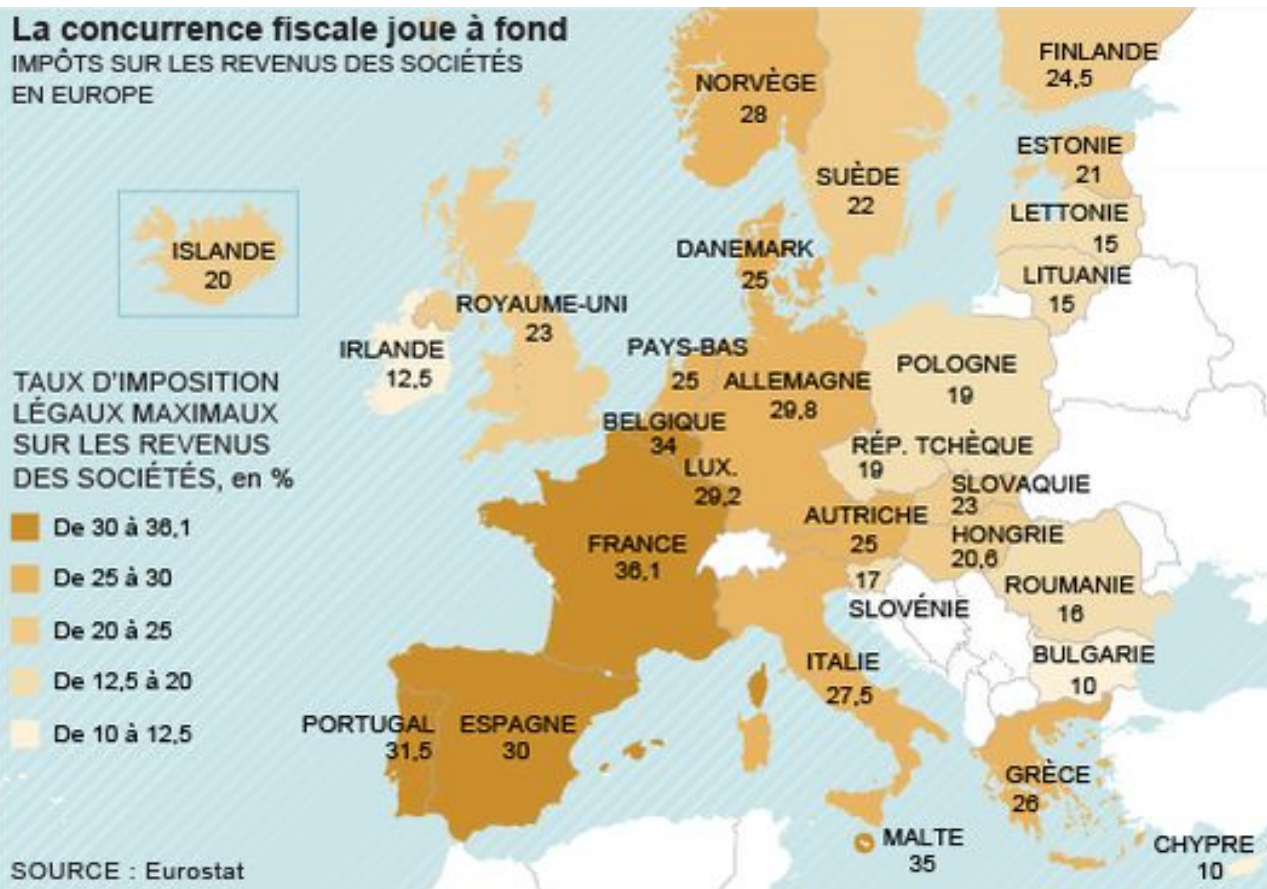 La concurrence fiscale joue à fond
IMPÔTS SUR LES REVENUS DES SOCIÉTÉS
EN EUROPE
FINLANDE
24,5
NORVÈGE
28
ESTONIE
21
SUÈDE
22
LETTONIE
15
ISLANDE
20
DANEMARK
25
LITUANIE
15
ROYAUME-UNI
23
IRLANDE
12,5
PAYS-BAS
25
ALLEMAGNE
29,8
POLOGNE
19
BELGIQUE
34
RÉP. TCHÈQUE
19
LUX.
29,2
SLOVAQUIE
23
AUTRICHE
25
HONGRIE
20,6
FRANCE
36,1
17
SLOVÉNIE
ROUMANIE
16
ITALIE
27,5
BULGARIE
10
PORTUGAL
31,5
ESPAGNE
30
GRÈCE
26
MALTE
35
CHYPRE
10
TAUX D'IMPOSITION
LÉGAUX MAXIMAUX
SUR LES REVENUS
DES SOCIÉTÉS, en %
De 30 à 36,1
De 25 à 30
De 20 à 25
De 12,5 à 20
De 10 à 12,5
SOURCE : Eurostat